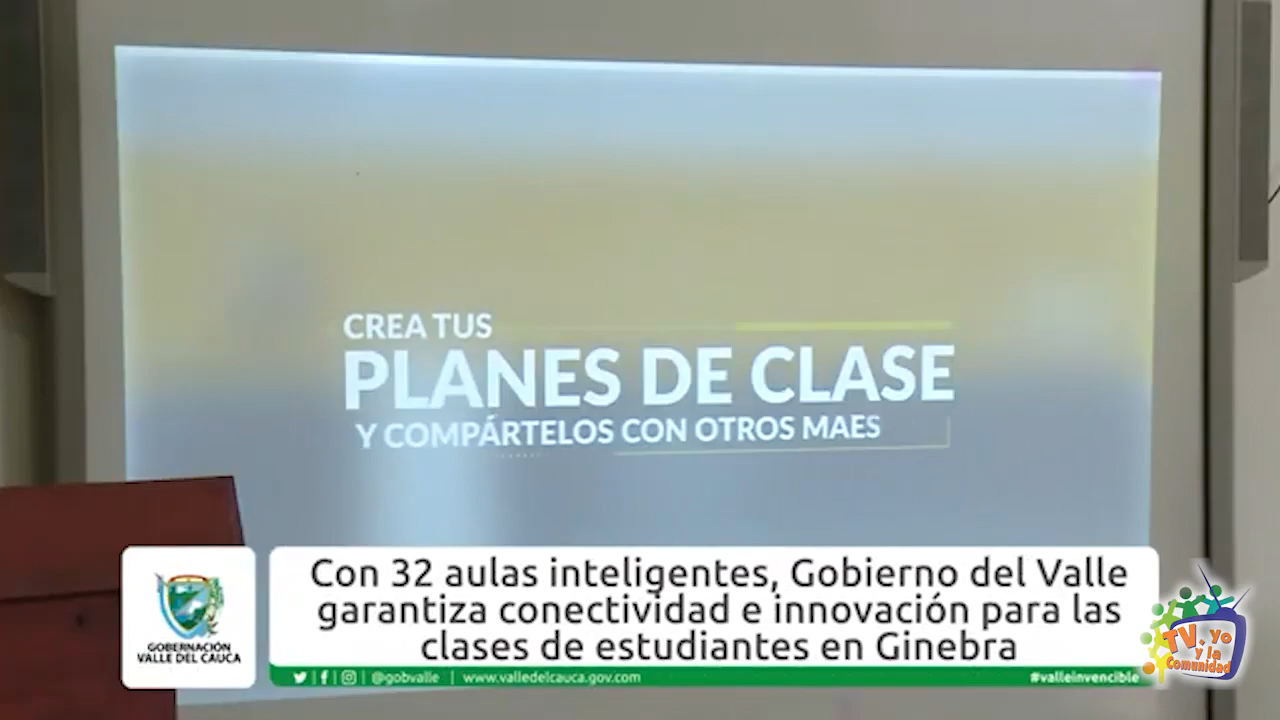 CREA TUS
PLANES DE CLASE
Y COMPÁRTELOS CON OTROS MAES
Con 32 aulas inteligentes, Gobierno del Valle
garantiza conectividad e innovación para las
clases de estudiantes en Ginebra
GOBERNACIÓN
VALLE DEL CAUCA
| @gobvalle | www.valledelcauca.gov.com
#valleinvencible
TV, Yo
y la
Comunidad